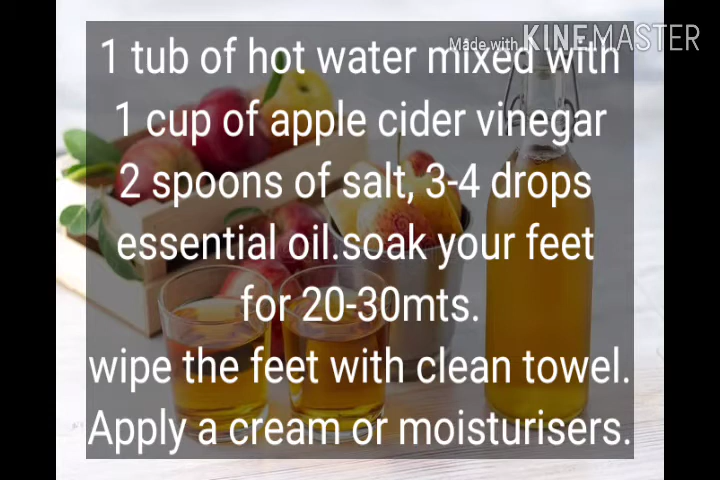 Made with KINEMASTER
1 tub of hot water mixed with
1 cup of apple cider vinegar
2 spoons of salt, 3-4 drops
essential oil.soak your feet
for 20-30mts.
wipe the feet with clean towel.
Apply a cream or moisturisers.